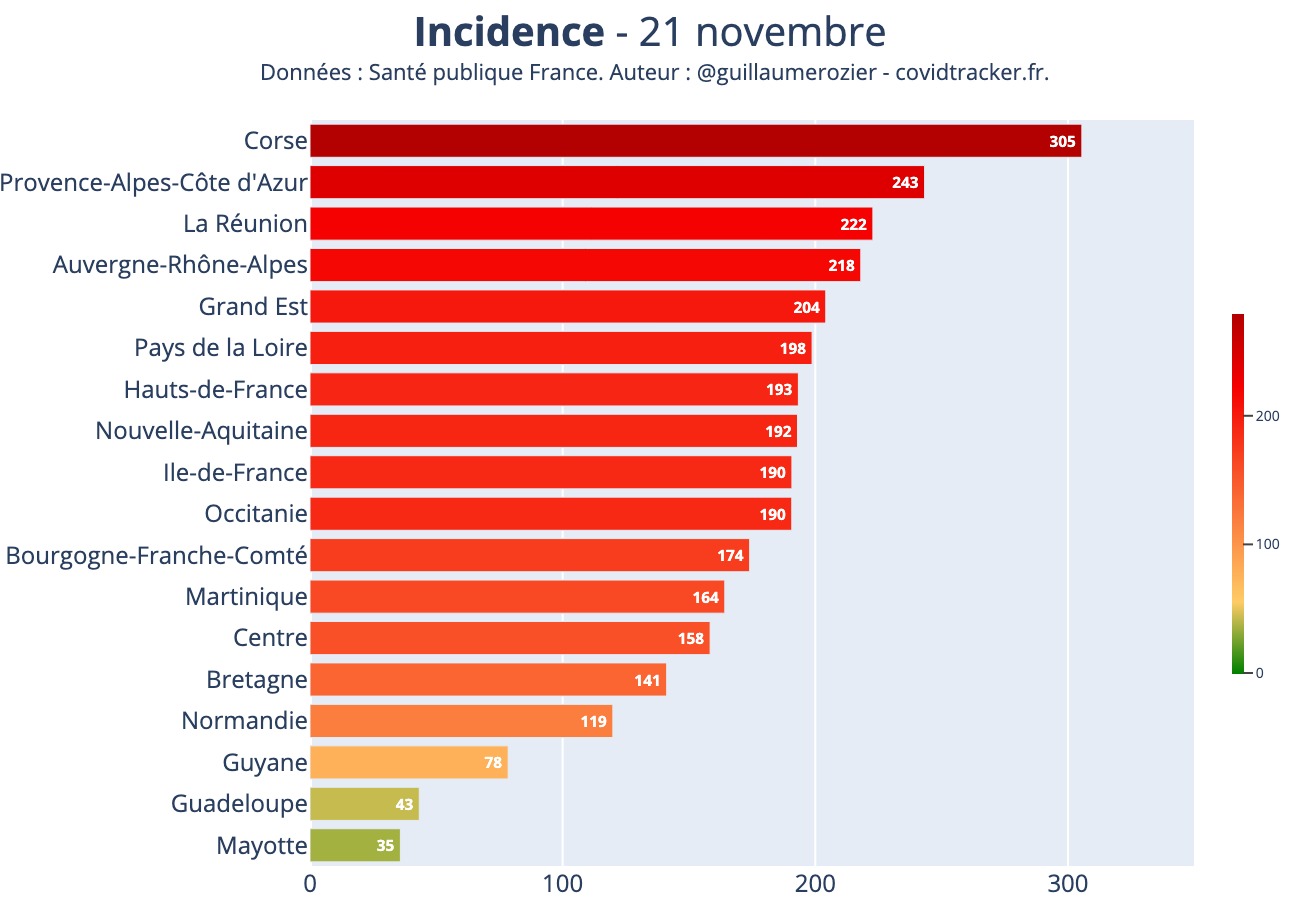 Incidence - 21 novembre
Données : Santé publique France. Auteur : @guillaumerozier - covidtracker.fr.
Corse 305
Provence-Alpes-Côte d'Azur 243
La Réunion 222
Auvergne-Rhône-Alpes 218
Grand Est 204
Pays de la Loire 198
Hauts-de-France 193
Nouvelle-Aquitaine 192
Ile-de-France 190
Occitanie 190
Bourgogne-Franche-Comté 174
Martinique 164
Centre 158
Bretagne 141
Normandie 119
Guyane 78
Guadeloupe 43
Mayotte 35
0 100 200 300
200
100
0